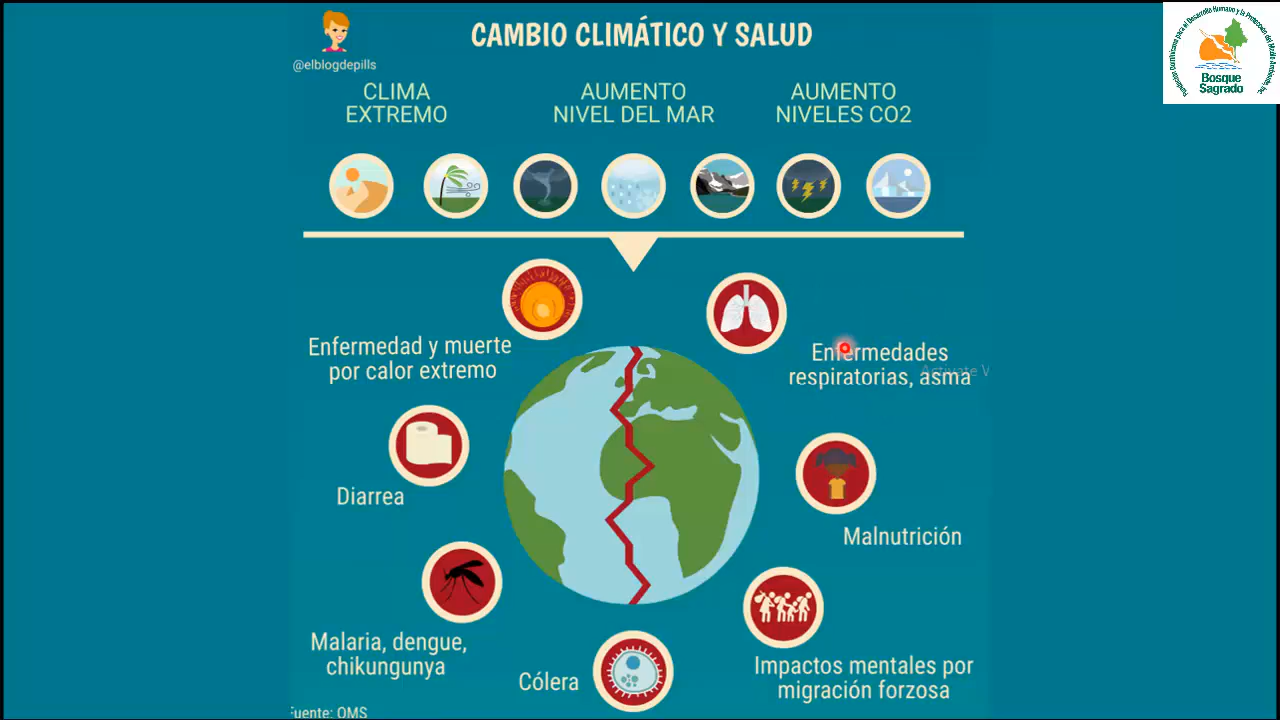 CAMBIO CLIMÁTICO Y SALUD
@elblogdepills
CLIMA
EXTREMO
AUMENTO
NIVEL DEL MAR
AUMENTO
NIVELES CO2
Bosque
Sagrado
Enfermedad y muerte
por calor extremo
Enfermedades
respiratorias, asma
Activate
Diarrea
Malnutrición
Malaria, dengue,
chikungunya
Cólera
Impactos mentales por
migración forzosa
Fuente: OMS